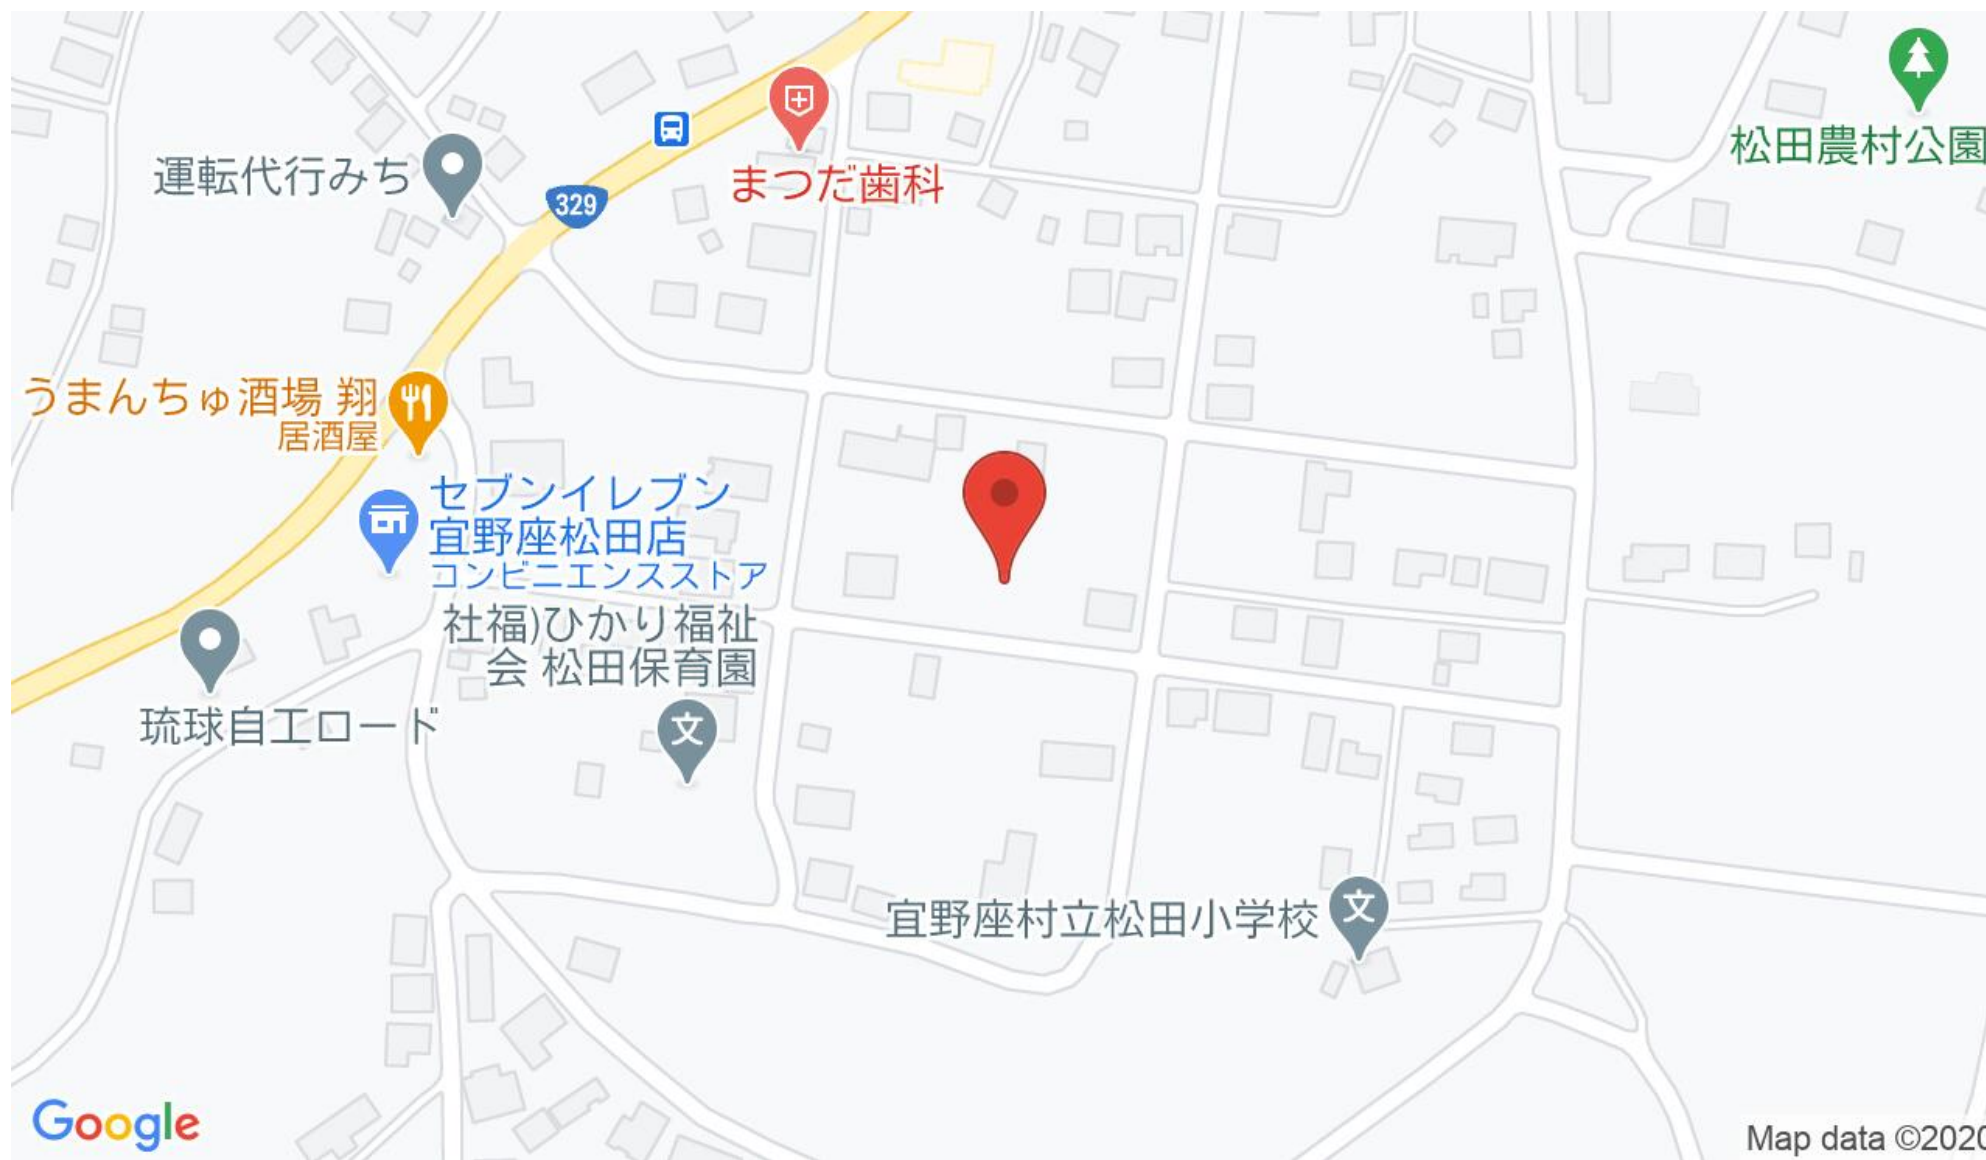 松田農村公園
運転代行みち
まつだ歯科
329
うまんちゅ酒場 翔
居酒屋
セブンイレブン
宜野座松田店
コンビニエンスストア
社福)ひかり福祉
会 松田保育園
文
琉球自工ロード
宜野座村立松田小学校
文
Google
Map data ©2020